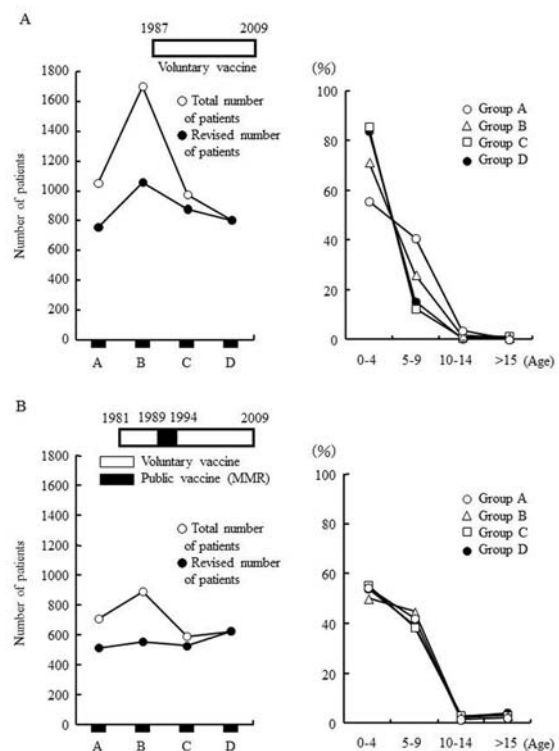 A
1987 2009
Voluntary vaccine
1800
1600
1400
1200
1000
800
600
400
200
0
Number of patients
Total number
of patients
Revised number
of patients
A B C D
(%)
100
80
60
40
20
0
Group A
Group B
Group C
Group D
0-4 5-9 10-14 >15 (Age)
B
1981 1989 1994 2009
Voluntary vaccine
Public vaccine (MMR)
1800
1600
1400
1200
1000
800
600
400
200
0
Number of patients
Total number
of patients
Revised number
of patients
A B C D
(%)
100
80
60
40
20
0
Group A
Group B
Group C
Group D
0-4 5-9 10-14 >15 (Age)